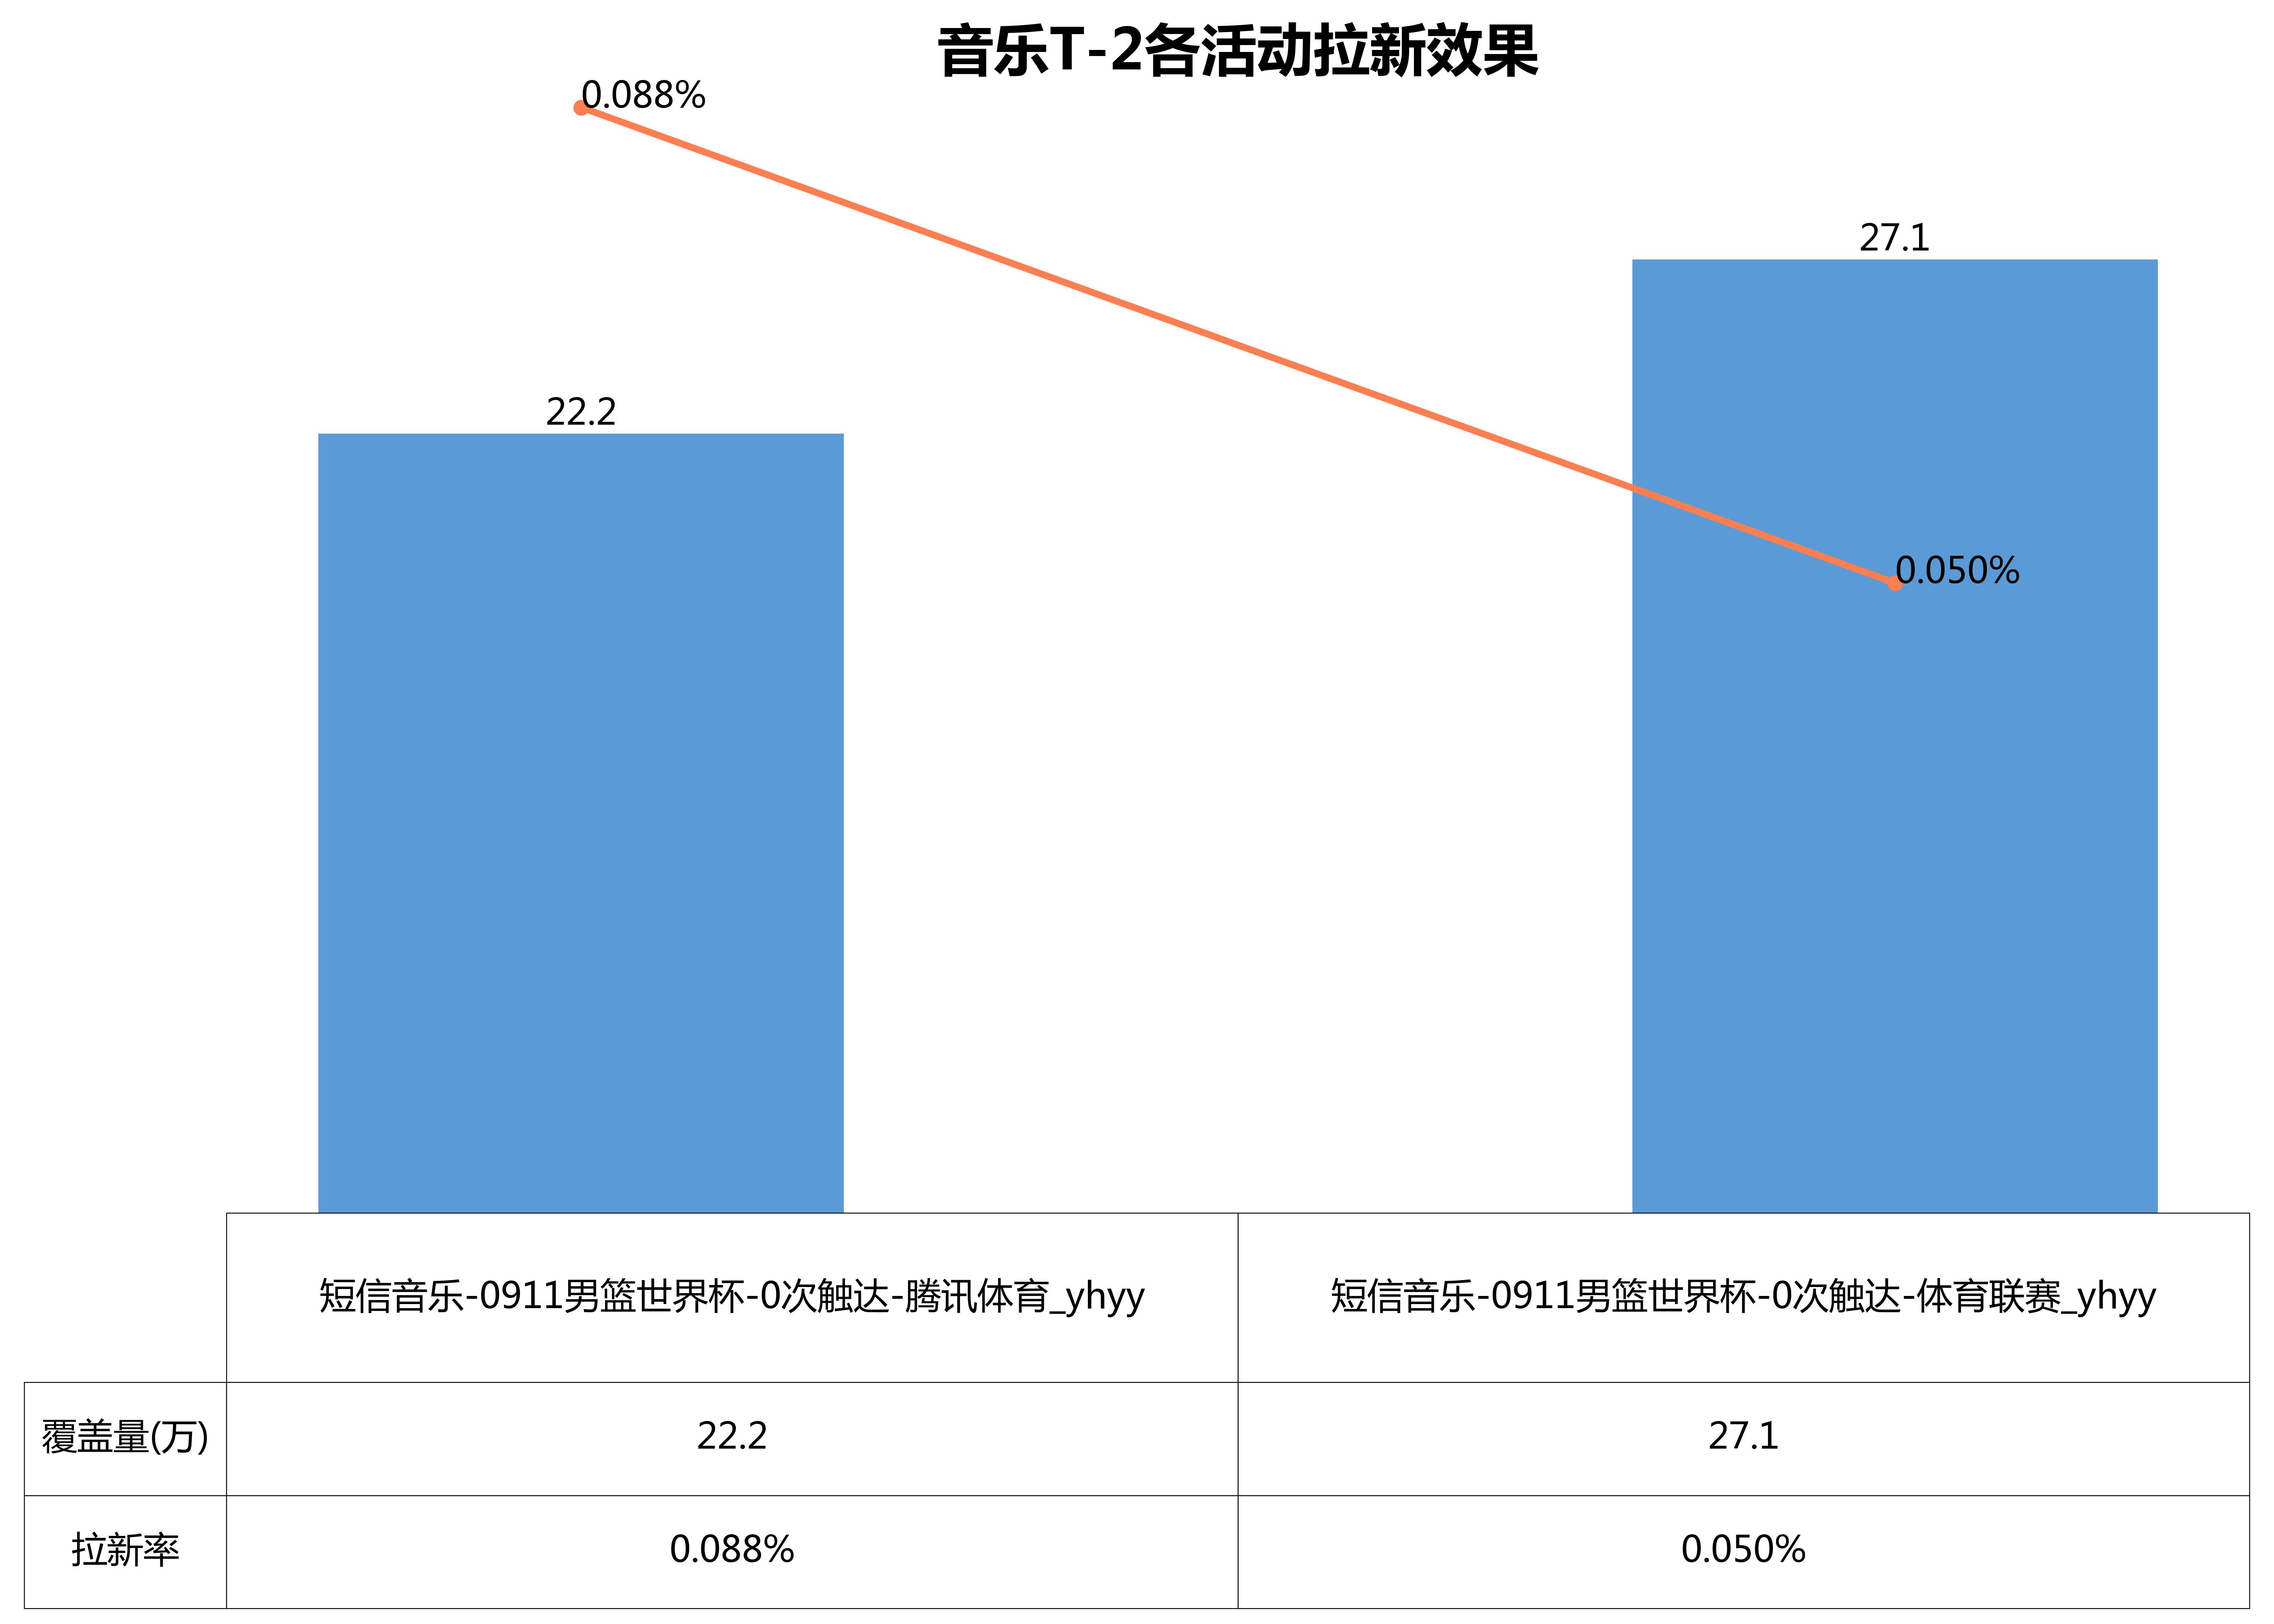 音乐T-2各活动拉新效果
0.088%
27.1
22.2
0.050%
短信音乐-0911男篮世界杯-0次触达-腾讯体育_yhyy 短信音乐-0911男篮世界杯-0次触达-体育联赛_yhyy
覆盖量(万) 22.2 27.1
拉新率 0.088% 0.050%